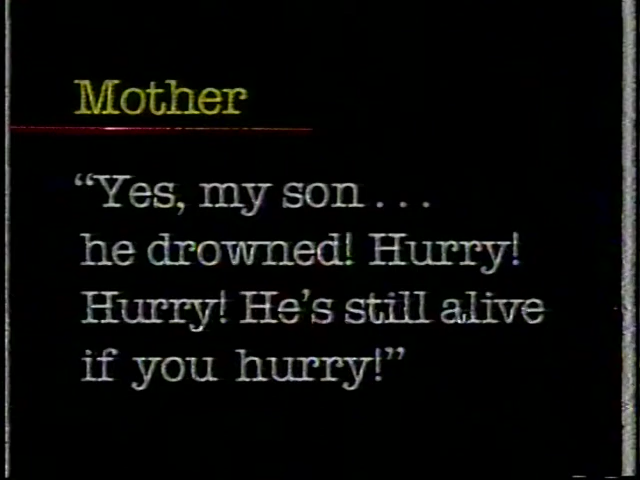 Mother
“Yes, my son . . .
he drowned! Hurry!
Hurry! He’s still alive
if you hurry!”